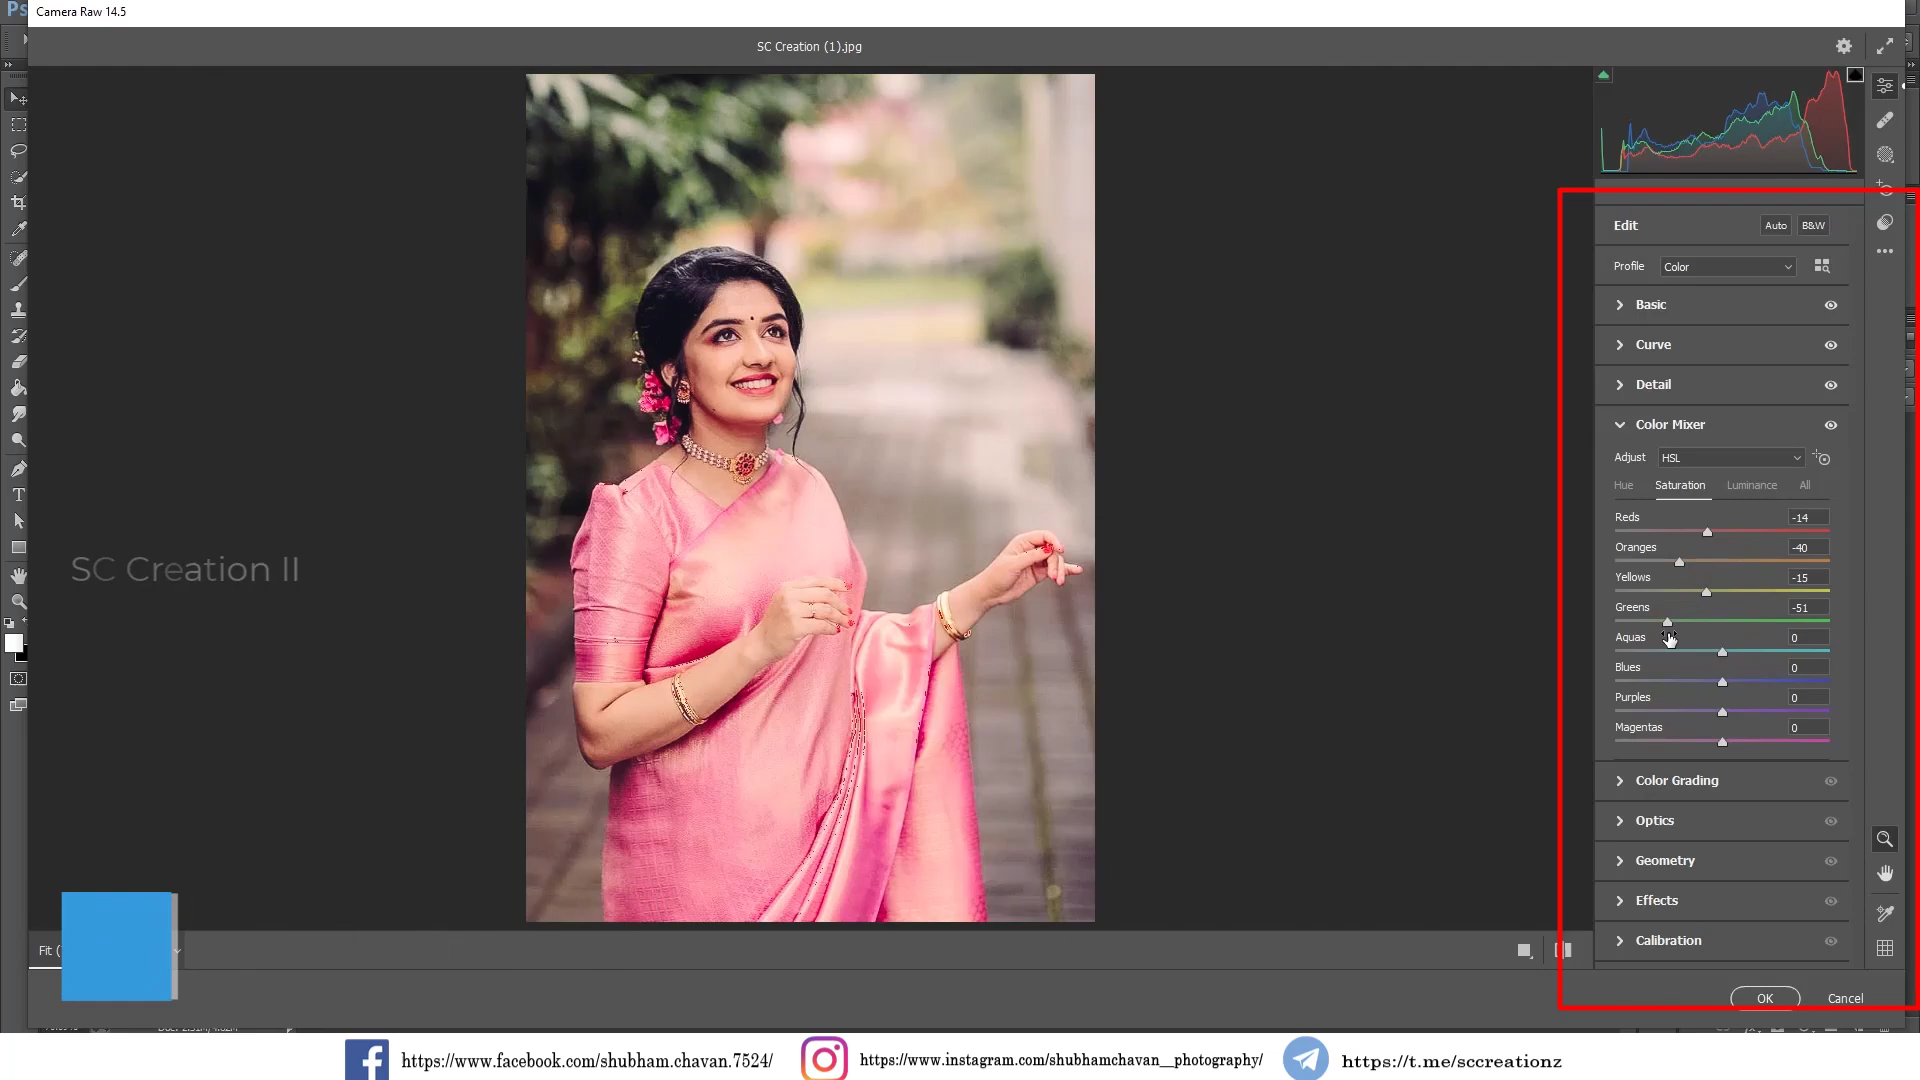 Ps
Camera Raw 14.5
SC Creation (1).jpg
Edit
Auto
B&W
Profile
Color
Basic
Curve
Detail
Color Mixer
Adjust
HSL
Hue
Saturation
Luminance
All
Reds
-14
Oranges
-40
Yellows
-15
Greens
-51
Aquas
0
Blues
0
Purples
0
Magentas
0
Color Grading
Optics
Geometry
Effects
Calibration
SC Creation II
Fit (
OK
Cancel
https://www.facebook.com/shubham.chavan.7524/
https://www.instagram.com/shubhamchavan__photography/
https://t.me/sccreationz